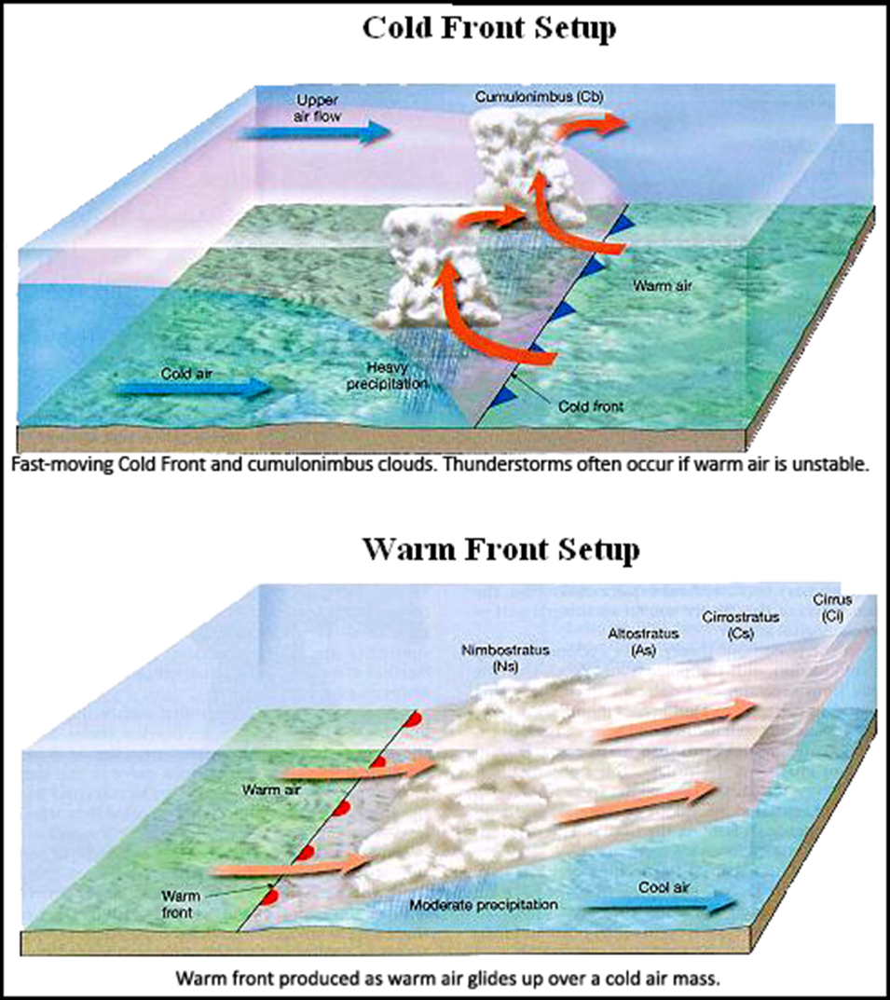 Cold Front Setup
Upper
air flow
Cumulonimbus (Cb)
Warm air
Cold air
Heavy
precipitation
Cold front
Fast-moving Cold Front and cumulonimbus clouds. Thunderstorms often occur if warm air is unstable.
Warm Front Setup
Cirrus
(Ci)
Cirrostratus
(Cs)
Altostratus
(As)
Nimbostratus
(Ns)
Warm air
Warm
front
Moderate precipitation
Cool air
Warm front produced as warm air glides up over a cold air mass.